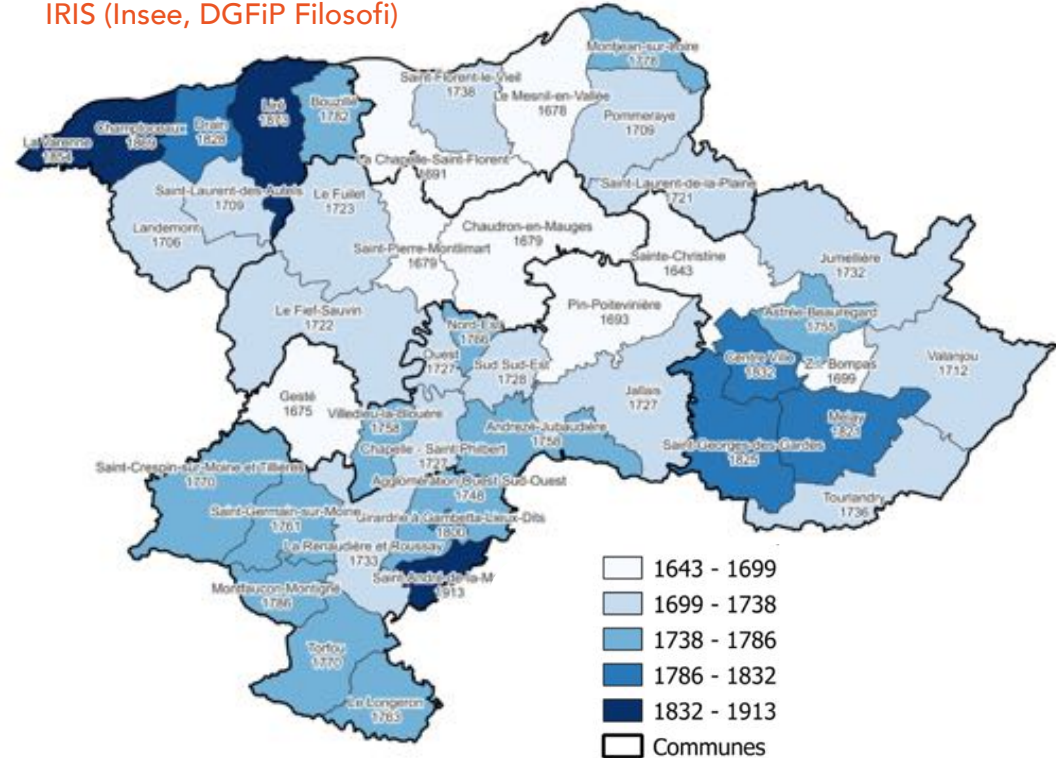 IRIS (Insee, DGFiP Filosofi)
Montjean-sur-Loire
1778
Saint-Florent-le-Vieil
1738
Le Mesnil-en-Vallée
1678
Pommeraye
1709
Liré
1873
Bouzillé
1782
Champtoceaux
1869
Drain
1828
La Varenne
1854
La Chapelle-Saint-Florent
1691
Saint-Laurent-des-Autels
1709
Le Fuilet
1723
Saint-Laurent-de-la-Plaine
1721
Landemont
1706
Chaudron-en-Mauges
1679
Saint-Pierre-Montlimart
1679
Sainte-Christine
1643
Jumellière
1732
Le Fief-Sauvin
1722
Pin-Poitevinière
1693
Astrée-Beauregard
1755
Nord-Est
1766
Ouest
1727
Sud Sud-Est
1728
Centre Ville
1832
Bompas
1699
Valanjou
1712
Gesté
1675
Jallais
1727
Villedieu-la-Blouère
1758
Andrezé-Jubaudière
1758
Melay
Chapelle - Saint-Philbert
1727
Saint-Georges-des-Gardes
1825
Saint-Crespin-sur-Moine et Tillières
1770
Agglomération Ouest Sud-Ouest
1748
Tourlandry
1736
Saint-Germain-sur-Moine
1761
Girardrie à Gambetta-Lieux-Dits
1800
La Renaudière et Roussay
1733
Saint-André-de-la-M
1913
Montfaucon-Montigné
1786
Torfou
1770
Le Longeron
1763
1643 - 1699
1699 - 1738
1738 - 1786
1786 - 1832
1832 - 1913
Communes